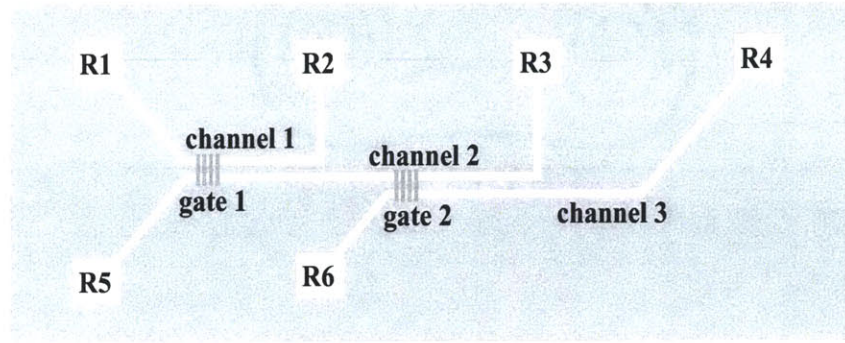 R1
R2
R3
R4
channel 1
channel 2
gate 1
gate 2
channel 3
R5
R6